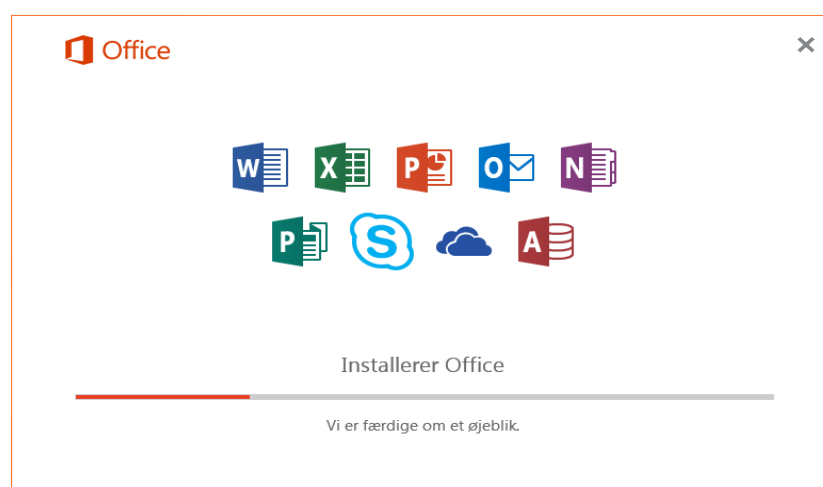 Office
W X P O N
P S A
Installerer Office
Vi er færdige om et øjeblik.